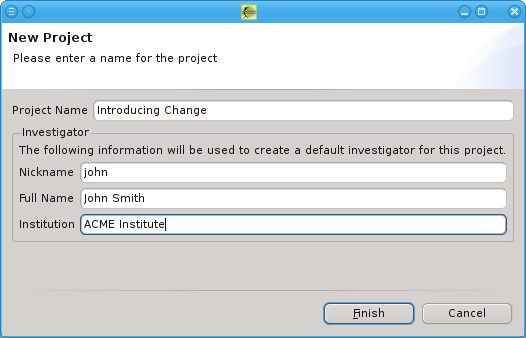 New Project
Please enter a name for the project
Project Name Introducing Change
Investigator
The following information will be used to create a default investigator for this project.
Nickname john
Full Name John Smith
Institution ACME Institute
Finish Cancel